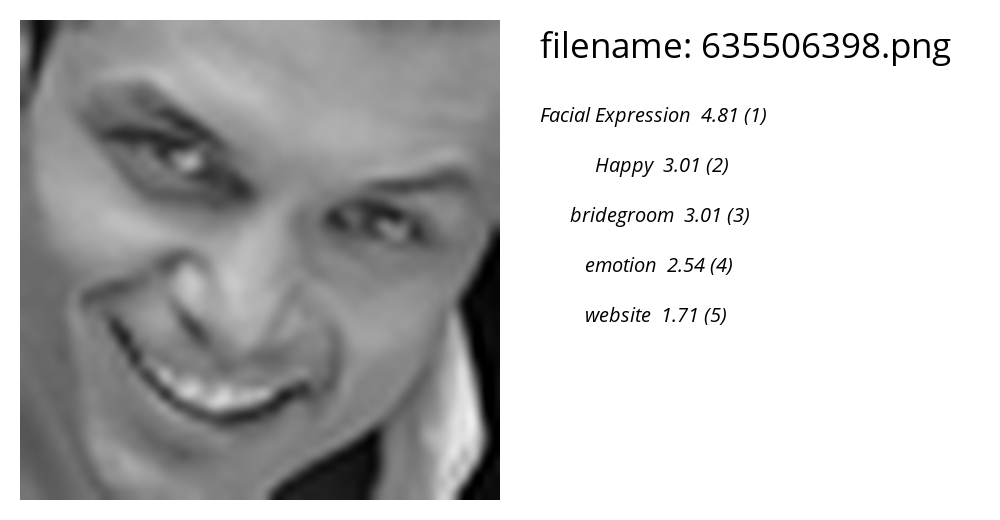 filename: 635506398.png
Facial Expression 4.81 (1)
Happy 3.01 (2)
bridegroom 3.01 (3)
emotion 2.54 (4)
website 1.71 (5)